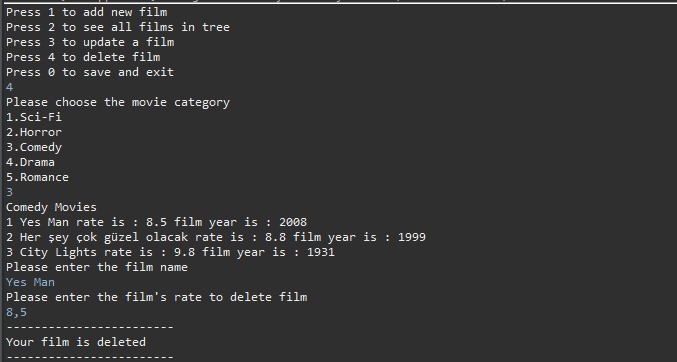 Press 1 to add new film
Press 2 to see all films in tree
Press 3 to update a film
Press 4 to delete film
Press 0 to save and exit
4
Please choose the movie category
1.Sci-Fi
2.Horror
3.Comedy
4.Drama
5.Romance
3
Comedy Movies
1 Yes Man rate is : 8.5 film year is : 2008
2 Her şey çok güzel olacak rate is : 8.8 film year is : 1999
3 City Lights rate is : 9.8 film year is : 1931
Please enter the film name
Yes Man
Please enter the film's rate to delete film
8,5
------------------------
Your film is deleted
------------------------